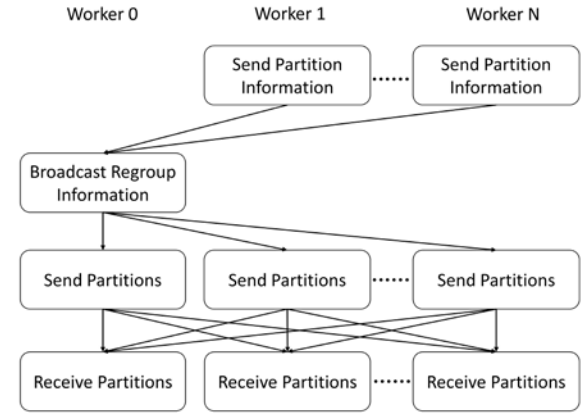 Worker 0
Worker 1
Worker N
Send Partition
Information
Send Partition
Information
Broadcast Regroup
Information
Send Partitions
Send Partitions
Send Partitions
Receive Partitions
Receive Partitions
Receive Partitions